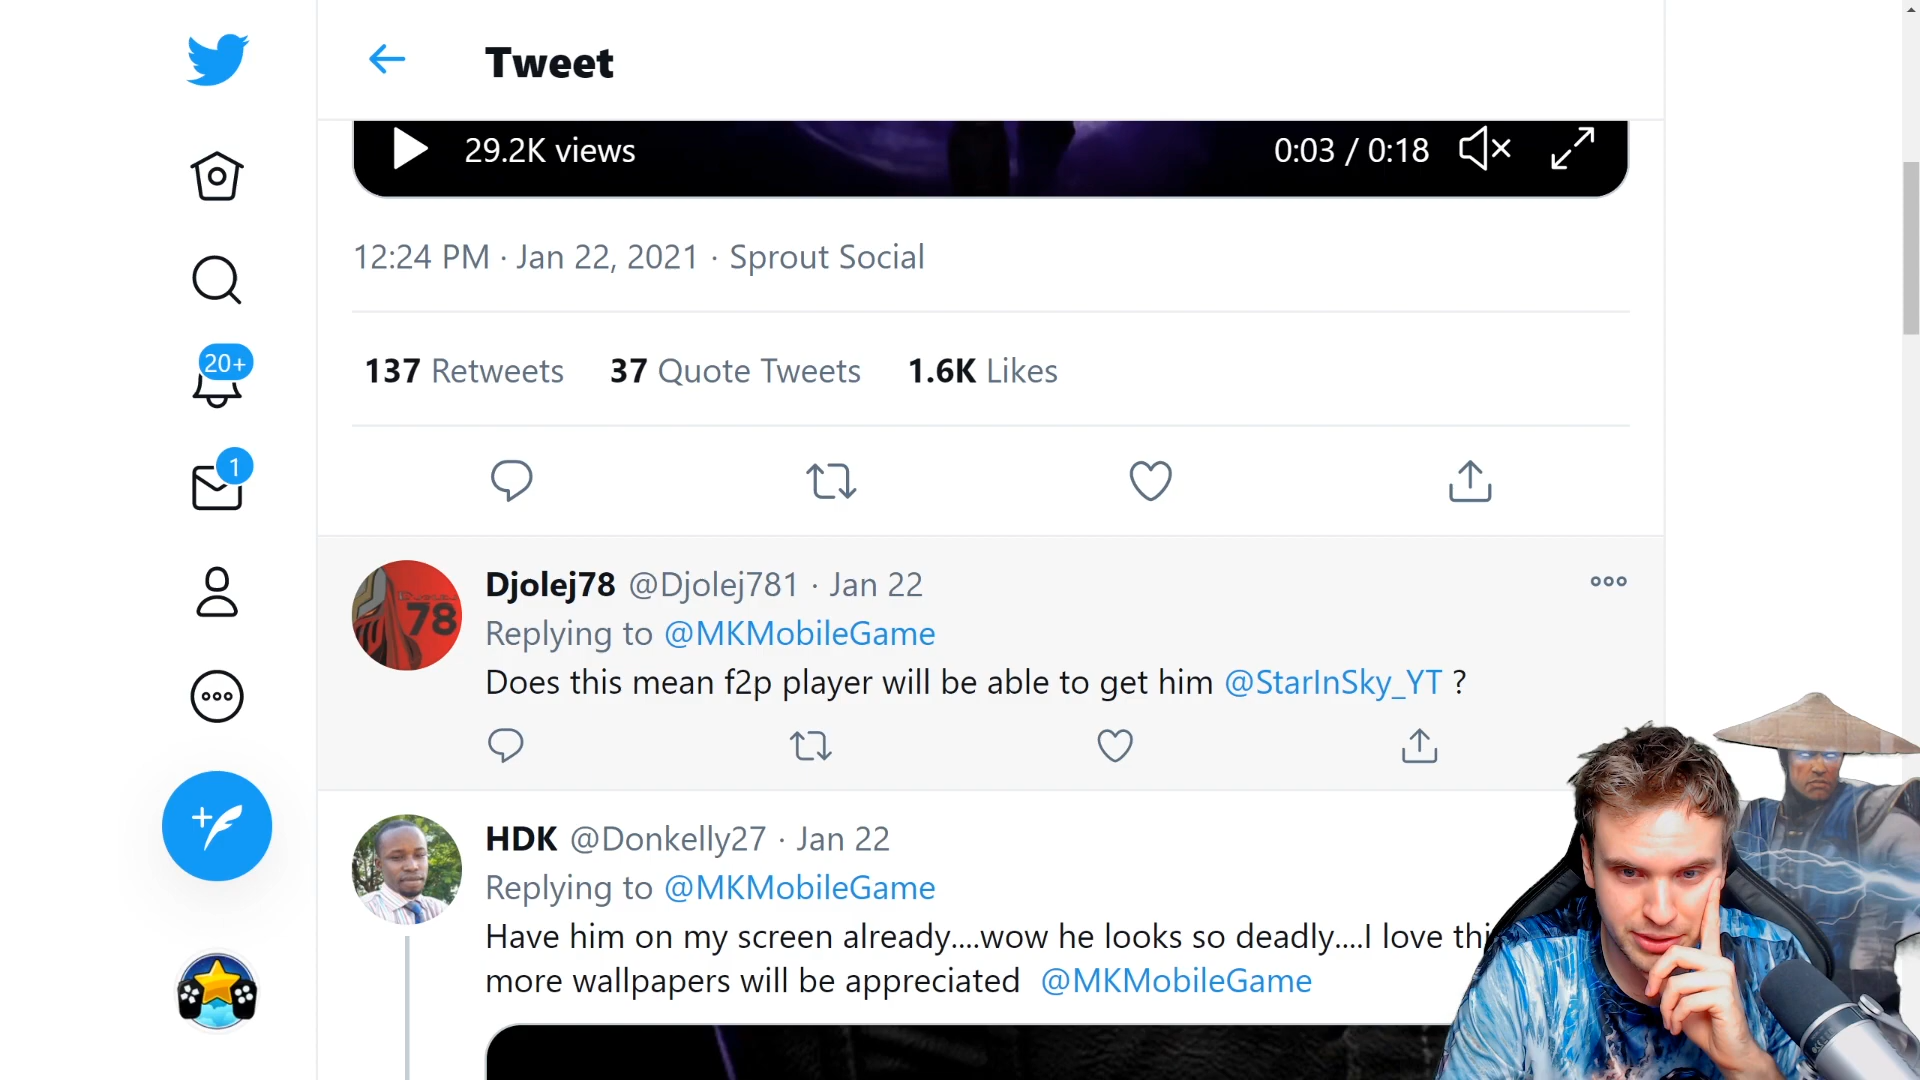 Tweet
29.2K views
0:03 / 0:18
12:24 PM · Jan 22, 2021 · Sprout Social
137 Retweets 37 Quote Tweets 1.6K Likes
20+
1
Djolej78 @Djolej781 · Jan 22
Replying to @MKMobileGame
Does this mean f2p player will be able to get him @StarInSky_YT ?
78
HDK @Donkelly27 · Jan 22
Replying to @MKMobileGame
Have him on my screen already....wow he looks so deadly....I love
more wallpapers will be appreciated @MKMobileGame